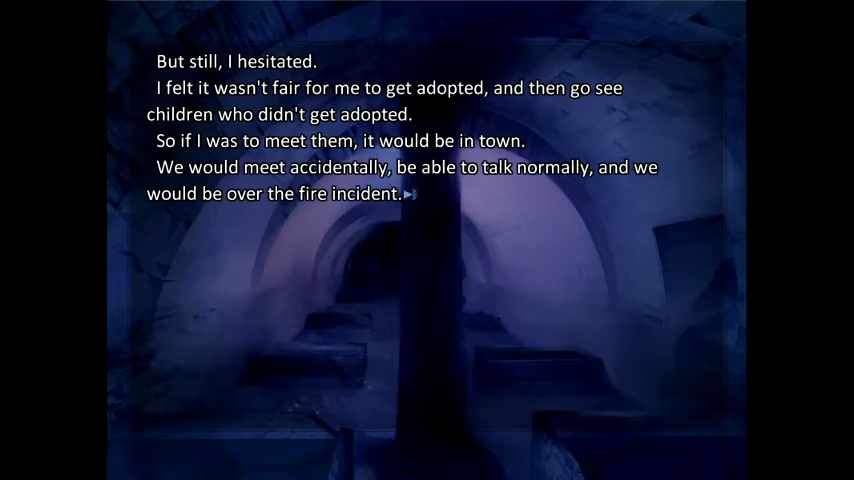 But still, I hesitated.
I felt it wasn't fair for me to get adopted, and then go see
children who didn't get adopted.
So if I was to meet them, it would be in town.
We would meet accidentally, be able to talk normally, and we
would be over the fire incident.